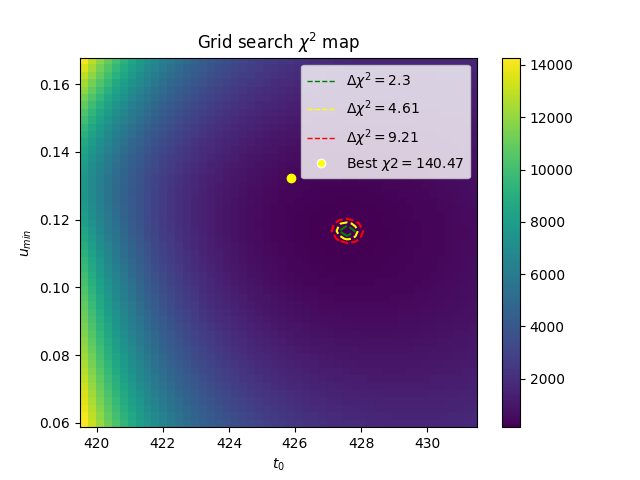 Grid search χ² map
Δχ² = 2.3
Δχ² = 4.61
Δχ² = 9.21
Best χ2 = 140.47
u_min
0.16
0.14
0.12
0.10
0.08
0.06
420 422 424 426 428 430
t₀
14000
12000
10000
8000
6000
4000
2000